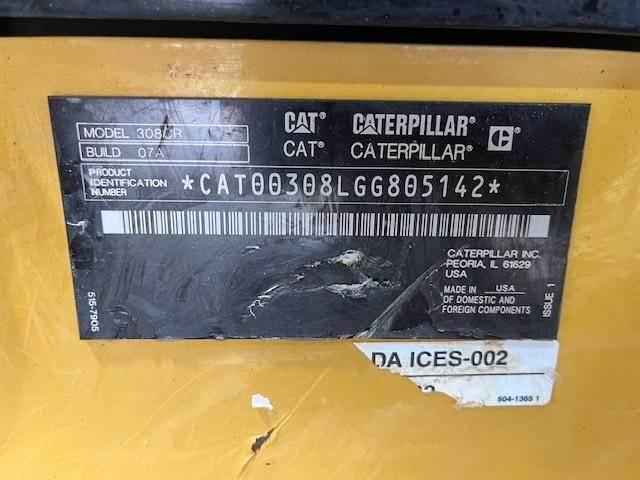 MODEL 308CR
BUILD 07A
CAT® CATERPILLAR® C
CAT® CATERPILLAR®
PRODUCT
IDENTIFICATION
NUMBER
*CAT00308LGG805142*
CATERPILLAR INC.
PEORIA, IL 61629
USA
MADE IN USA
OF DOMESTIC AND
FOREIGN COMPONENTS
ISSUE 1
515-7905
DA ICES-002
504-1365 1